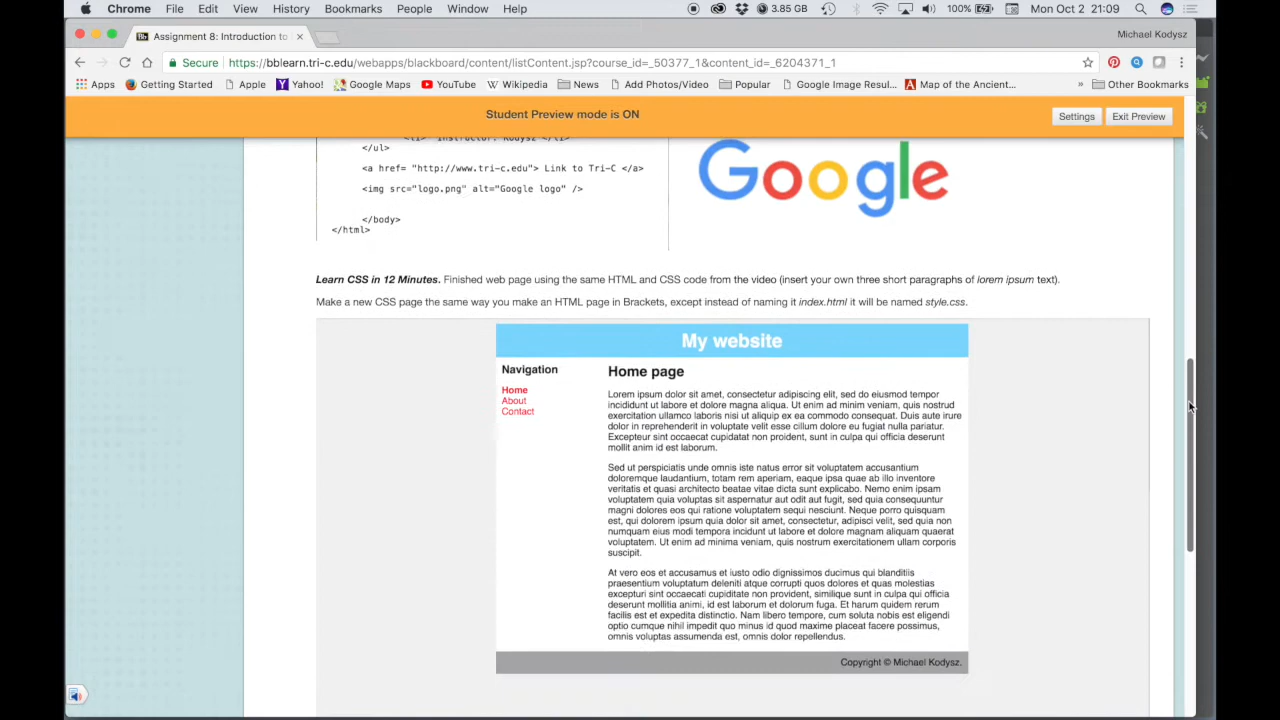 Chrome File Edit View History Bookmarks People Window Help 3.85 GB 100% Mon Oct 2 21:09
Assignment 8: Introduction to Michael Kodysz
Secure https://bblearn.tri-c.edu/webapps/blackboard/content/listContent.jsp?course_id=_50377_1&content_id=_6204371_1
Apps Getting Started Apple Yahoo! Google Maps YouTube Wikipedia News Add Photos/Video Popular Google Image Resul... Map of the Ancient... » Other Bookmarks
Student Preview mode is ON Settings Exit Preview
<li> Instructor: Kodysz </li>
</ul>
<a href= "http://www.tri-c.edu"> Link to Tri-C </a>
<img src="logo.png" alt="Google logo" />
</body>
</html>
Google
Learn CSS in 12 Minutes. Finished web page using the same HTML and CSS code from the video (insert your own three short paragraphs of lorem ipsum text).
Make a new CSS page the same way you make an HTML page in Brackets, except instead of naming it index.html it will be named style.css.
My website
Navigation
Home
About
Contact
Home page
Lorem ipsum dolor sit amet, consectetur adipiscing elit, sed do eiusmod tempor
incididunt ut labore et dolore magna aliqua. Ut enim ad minim veniam, quis nostrud
exercitation ullamco laboris nisi ut aliquip ex ea commodo consequat. Duis aute irure
dolor in reprehenderit in voluptate velit esse cillum dolore eu fugiat nulla pariatur.
Excepteur sint occaecat cupidatat non proident, sunt in culpa qui officia deserunt
mollit anim id est laborum.
Sed ut perspiciatis unde omnis iste natus error sit voluptatem accusantium
doloremque laudantium, totam rem aperiam, eaque ipsa quae ab illo inventore
veritatis et quasi architecto beatae vitae dicta sunt explicabo. Nemo enim ipsam
voluptatem quia voluptas sit aspernatur aut odit aut fugit, sed quia consequuntur
magni dolores eos qui ratione voluptatem sequi nesciunt. Neque porro quisquam
est, qui dolorem ipsum quia dolor sit amet, consectetur, adipisci velit, sed quia non
numquam eius modi tempora incidunt ut labore et dolore magnam aliquam quaerat
voluptatem. Ut enim ad minima veniam, quis nostrum exercitationem ullam corporis
suscipit.
At vero eos et accusamus et iusto odio dignissimos ducimus qui blanditiis
praesentium voluptatum deleniti atque corrupti quos dolores et quas molestias
excepturi sint occaecati cupiditate non provident, similique sunt in culpa qui officia
deserunt mollitia animi, id est laborum et dolorum fuga. Et harum quidem rerum
facilis est et expedita distinctio. Nam libero tempore, cum soluta nobis est eligendi
optio cumque nihil impedit quo minus id quod maxime placeat facere possimus,
omnis voluptas assumenda est, omnis dolor repellendus.
Copyright © Michael Kodysz.